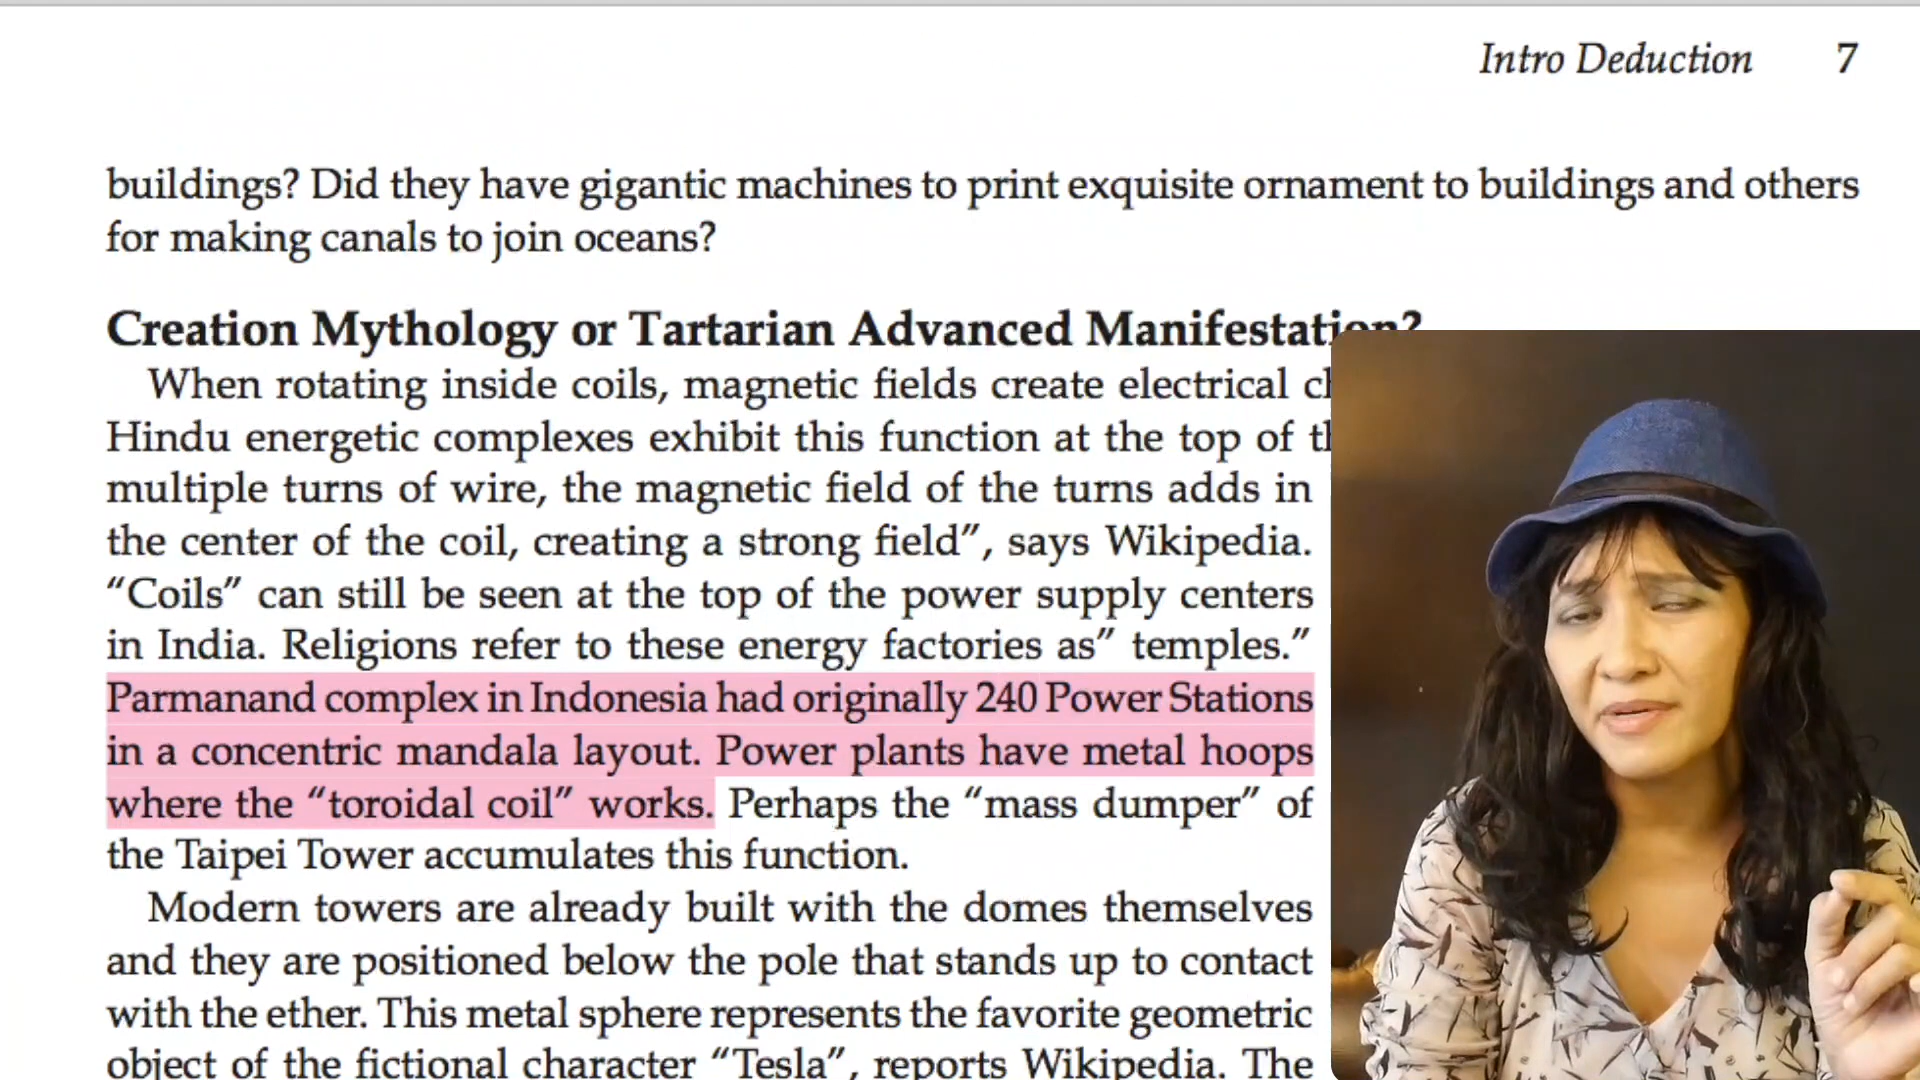 Intro Deduction 7
buildings? Did they have gigantic machines to print exquisite ornament to buildings and others
for making canals to join oceans?
Creation Mythology or Tartarian Advanced Manifestation?
When rotating inside coils, magnetic fields create electrical
Hindu energetic complexes exhibit this function at the top of
multiple turns of wire, the magnetic field of the turns adds in
the center of the coil, creating a strong field”, says Wikipedia.
“Coils” can still be seen at the top of the power supply centers
in India. Religions refer to these energy factories as” temples.”
Parmanand complex in Indonesia had originally 240 Power Stations
in a concentric mandala layout. Power plants have metal hoops
where the “toroidal coil” works. Perhaps the “mass dumper” of
the Taipei Tower accumulates this function.
Modern towers are already built with the domes themselves
and they are positioned below the pole that stands up to contact
with the ether. This metal sphere represents the favorite geometric
object of the fictional character “Tesla”, reports Wikipedia. The